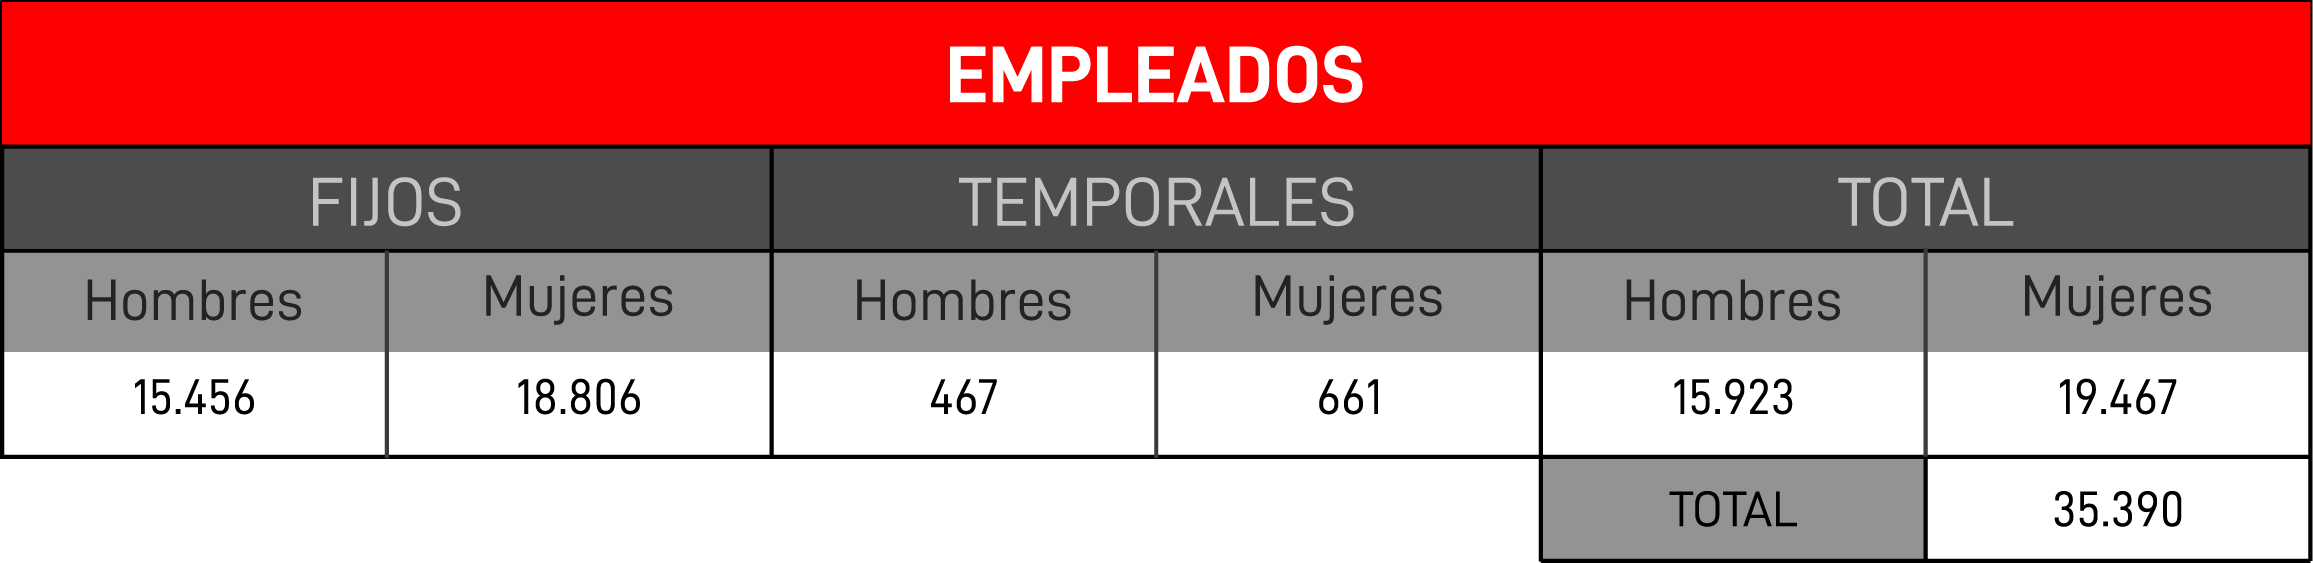 EMPLEADOS
FIJOS TEMPORALES TOTAL
Hombres Mujeres Hombres Mujeres Hombres Mujeres
15.456 18.806 467 661 15.923 19.467
TOTAL 35.390